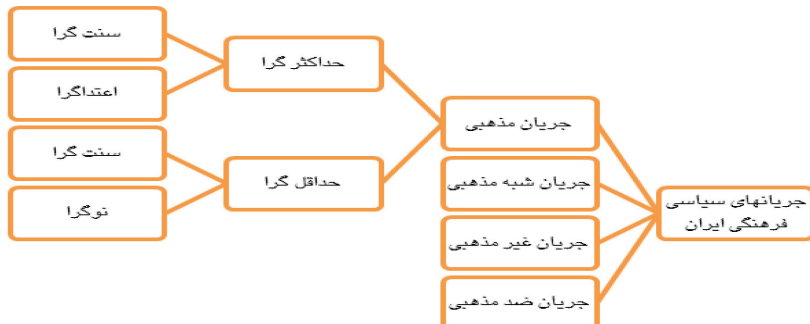 جریانهای سیاسی
فرهنگی ایران
جریان مذهبی
جریان شبه مذهبی
جریان غیر مذهبی
جریان ضد مذهبی
حداکثر گرا
حداقل گرا
سنت گرا
اعتداگرا
سنت گرا
نوگرا